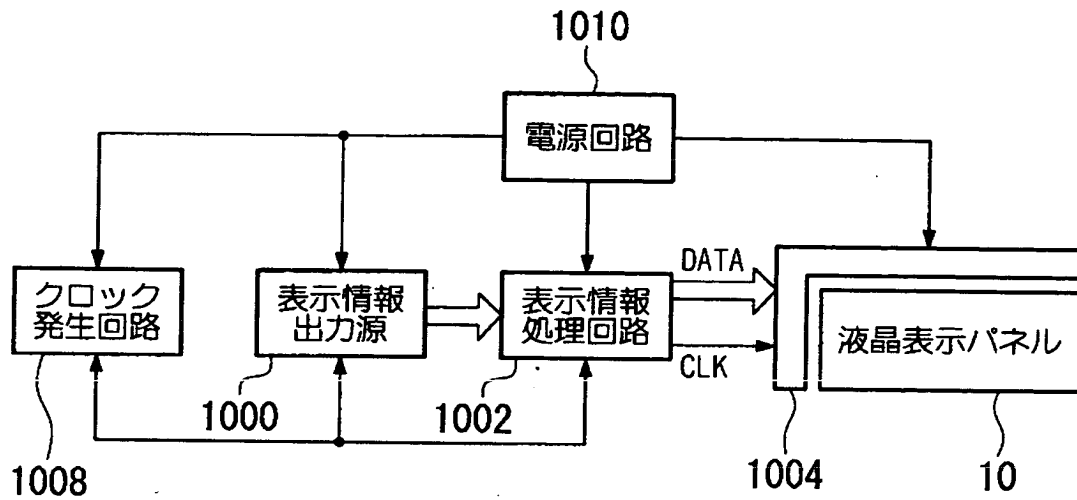 1010
電源回路
クロック
発生回路
表示情報
出力源
表示情報
処理回路
DATA
CLK
液晶表示パネル
1008
1000
1002
1004
10